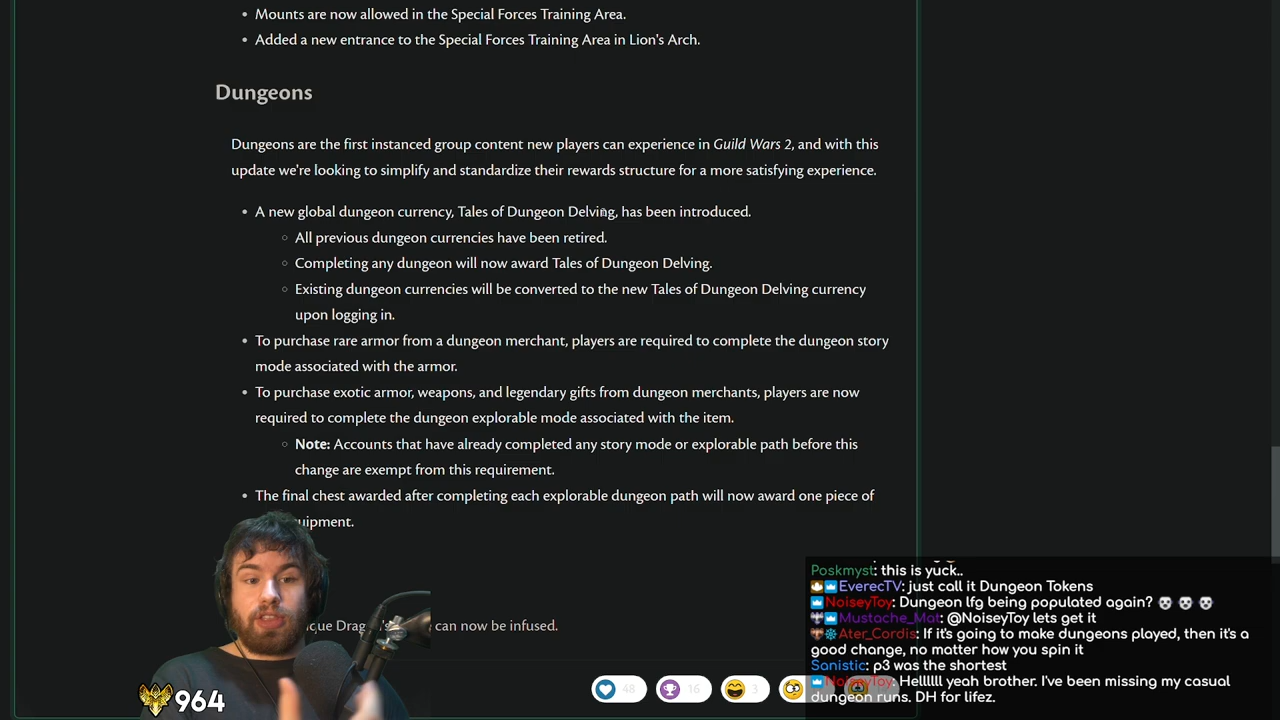 Mounts are now allowed in the Special Forces Training Area.
Added a new entrance to the Special Forces Training Area in Lion's Arch.
Dungeons
Dungeons are the first instanced group content new players can experience in Guild Wars 2, and with this
update we're looking to simplify and standardize their rewards structure for a more satisfying experience.
A new global dungeon currency, Tales of Dungeon Delving, has been introduced.
All previous dungeon currencies have been retired.
Completing any dungeon will now award Tales of Dungeon Delving.
Existing dungeon currencies will be converted to the new Tales of Dungeon Delving currency
upon logging in.
To purchase rare armor from a dungeon merchant, players are required to complete the dungeon story
mode associated with the armor.
To purchase exotic armor, weapons, and legendary gifts from dungeon merchants, players are now
required to complete the dungeon explorable mode associated with the item.
Note: Accounts that have already completed any story mode or explorable path before this
change are exempt from this requirement.
The final chest awarded after completing each explorable dungeon path will now award one piece of
uipment.
can now be infused.
48
16
3
964
Poskmyst: this is yuck..
EverecTV: just call it Dungeon Tokens
NoiseyToy: Dungeon lfg being populated again?
Mustache_Mat: @NoiseyToy lets get it
Ater_Cordis: If it's going to make dungeons played, then it's a
good change, no matter how you spin it
Sanistic: p3 was the shortest
NoiseyToy: Hellllll yeah brother. I've been missing my casual
dungeon runs. DH for lifez.